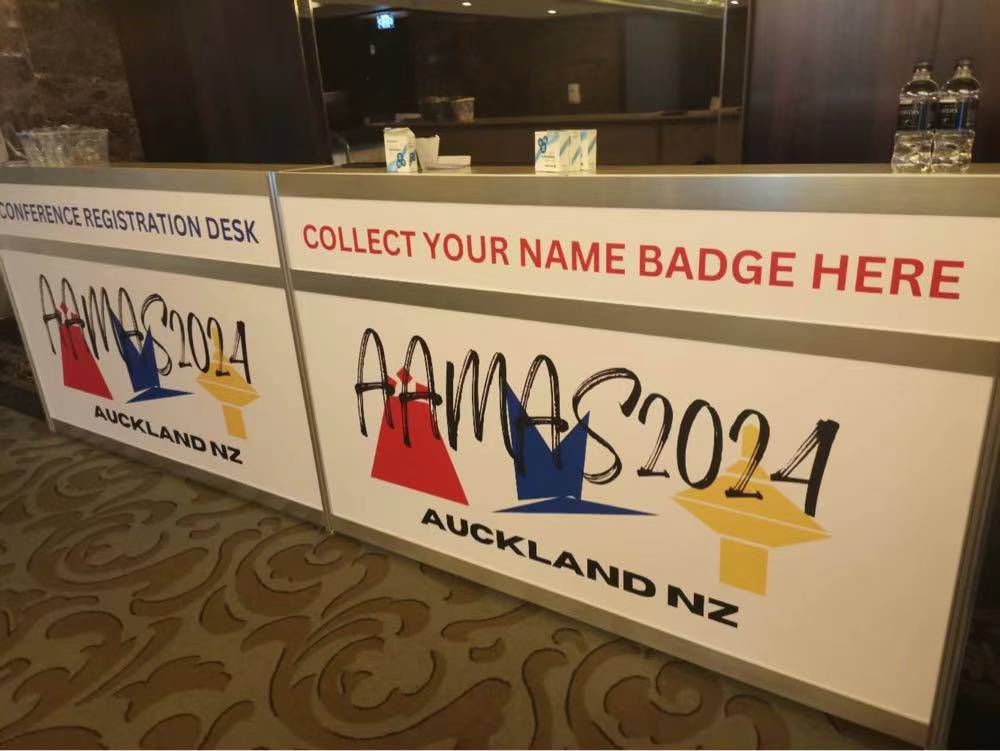 CONFERENCE REGISTRATION DESK
COLLECT YOUR NAME BADGE HERE
AAMAS2024
AUCKLAND NZ
AAMAS2024
AUCKLAND NZ